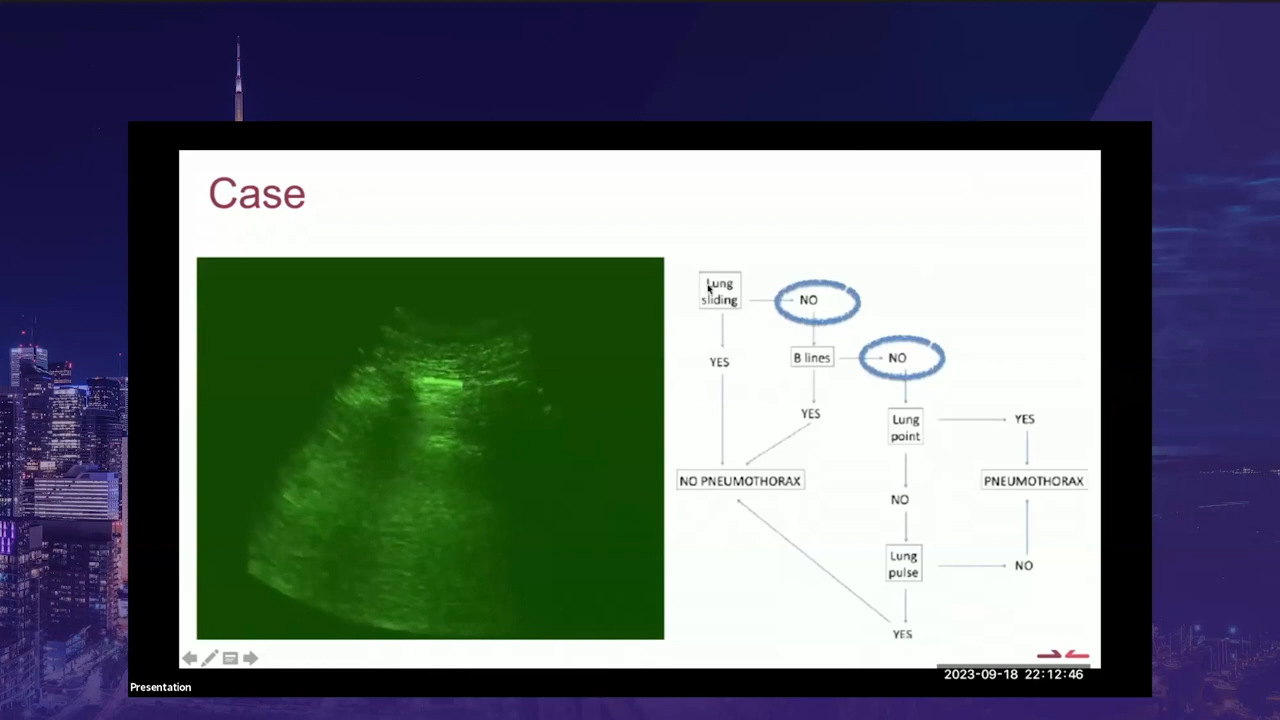 Case
Lung
sliding
NO
YES
B lines
NO
YES
Lung
point
YES
NO PNEUMOTHORAX
PNEUMOTHORAX
NO
Lung
pulse
NO
YES
2023-09-18 22:12:46
Presentation